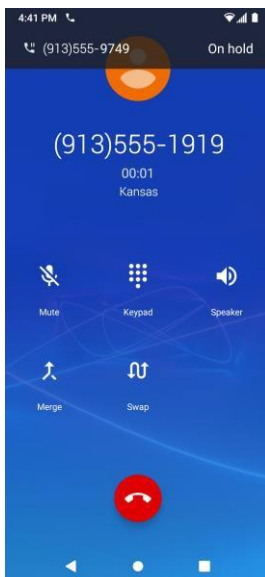 4:41 PM
(913)555-9749 On hold
(913)555-1919
00:01
Kansas
Mute Keypad Speaker
Merge Swap